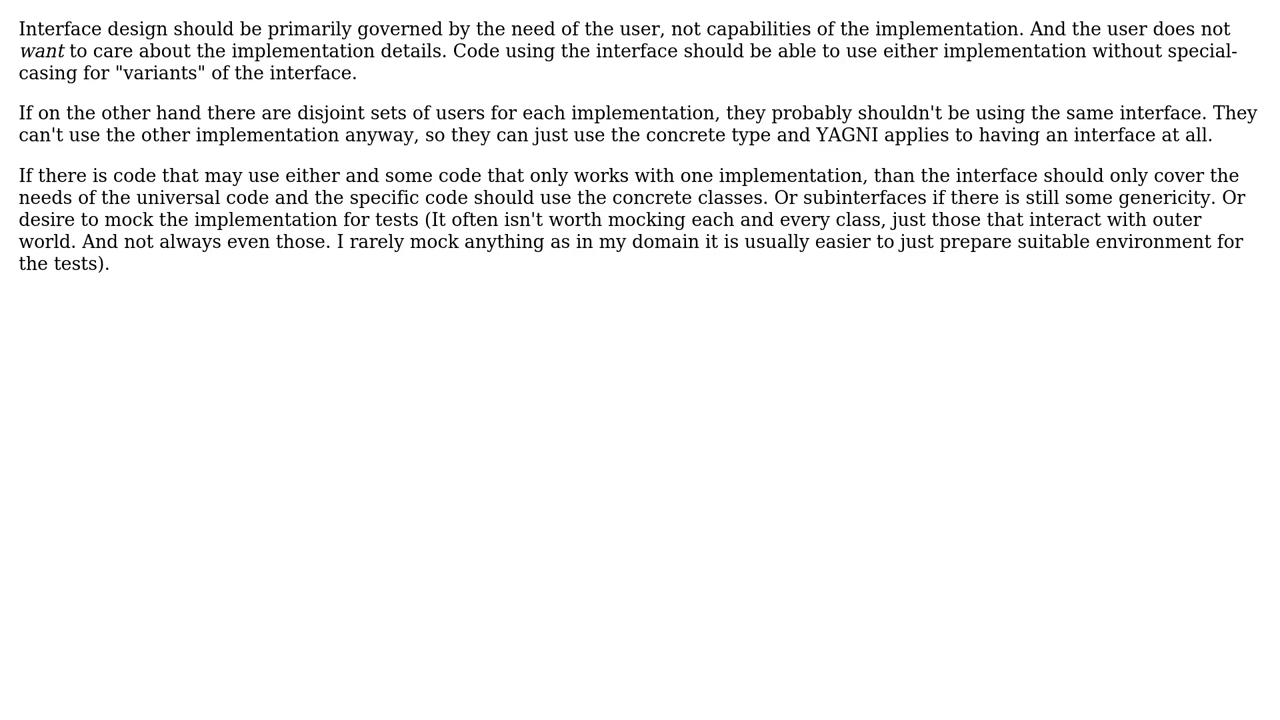 Interface design should be primarily governed by the need of the user, not capabilities of the implementation. And the user does not
want to care about the implementation details. Code using the interface should be able to use either implementation without special-
casing for "variants" of the interface.
If on the other hand there are disjoint sets of users for each implementation, they probably shouldn't be using the same interface. They
can't use the other implementation anyway, so they can just use the concrete type and YAGNI applies to having an interface at all.
If there is code that may use either and some code that only works with one implementation, than the interface should only cover the
needs of the universal code and the specific code should use the concrete classes. Or subinterfaces if there is still some genericity. Or
desire to mock the implementation for tests (It often isn't worth mocking each and every class, just those that interact with outer
world. And not always even those. I rarely mock anything as in my domain it is usually easier to just prepare suitable environment for
the tests).